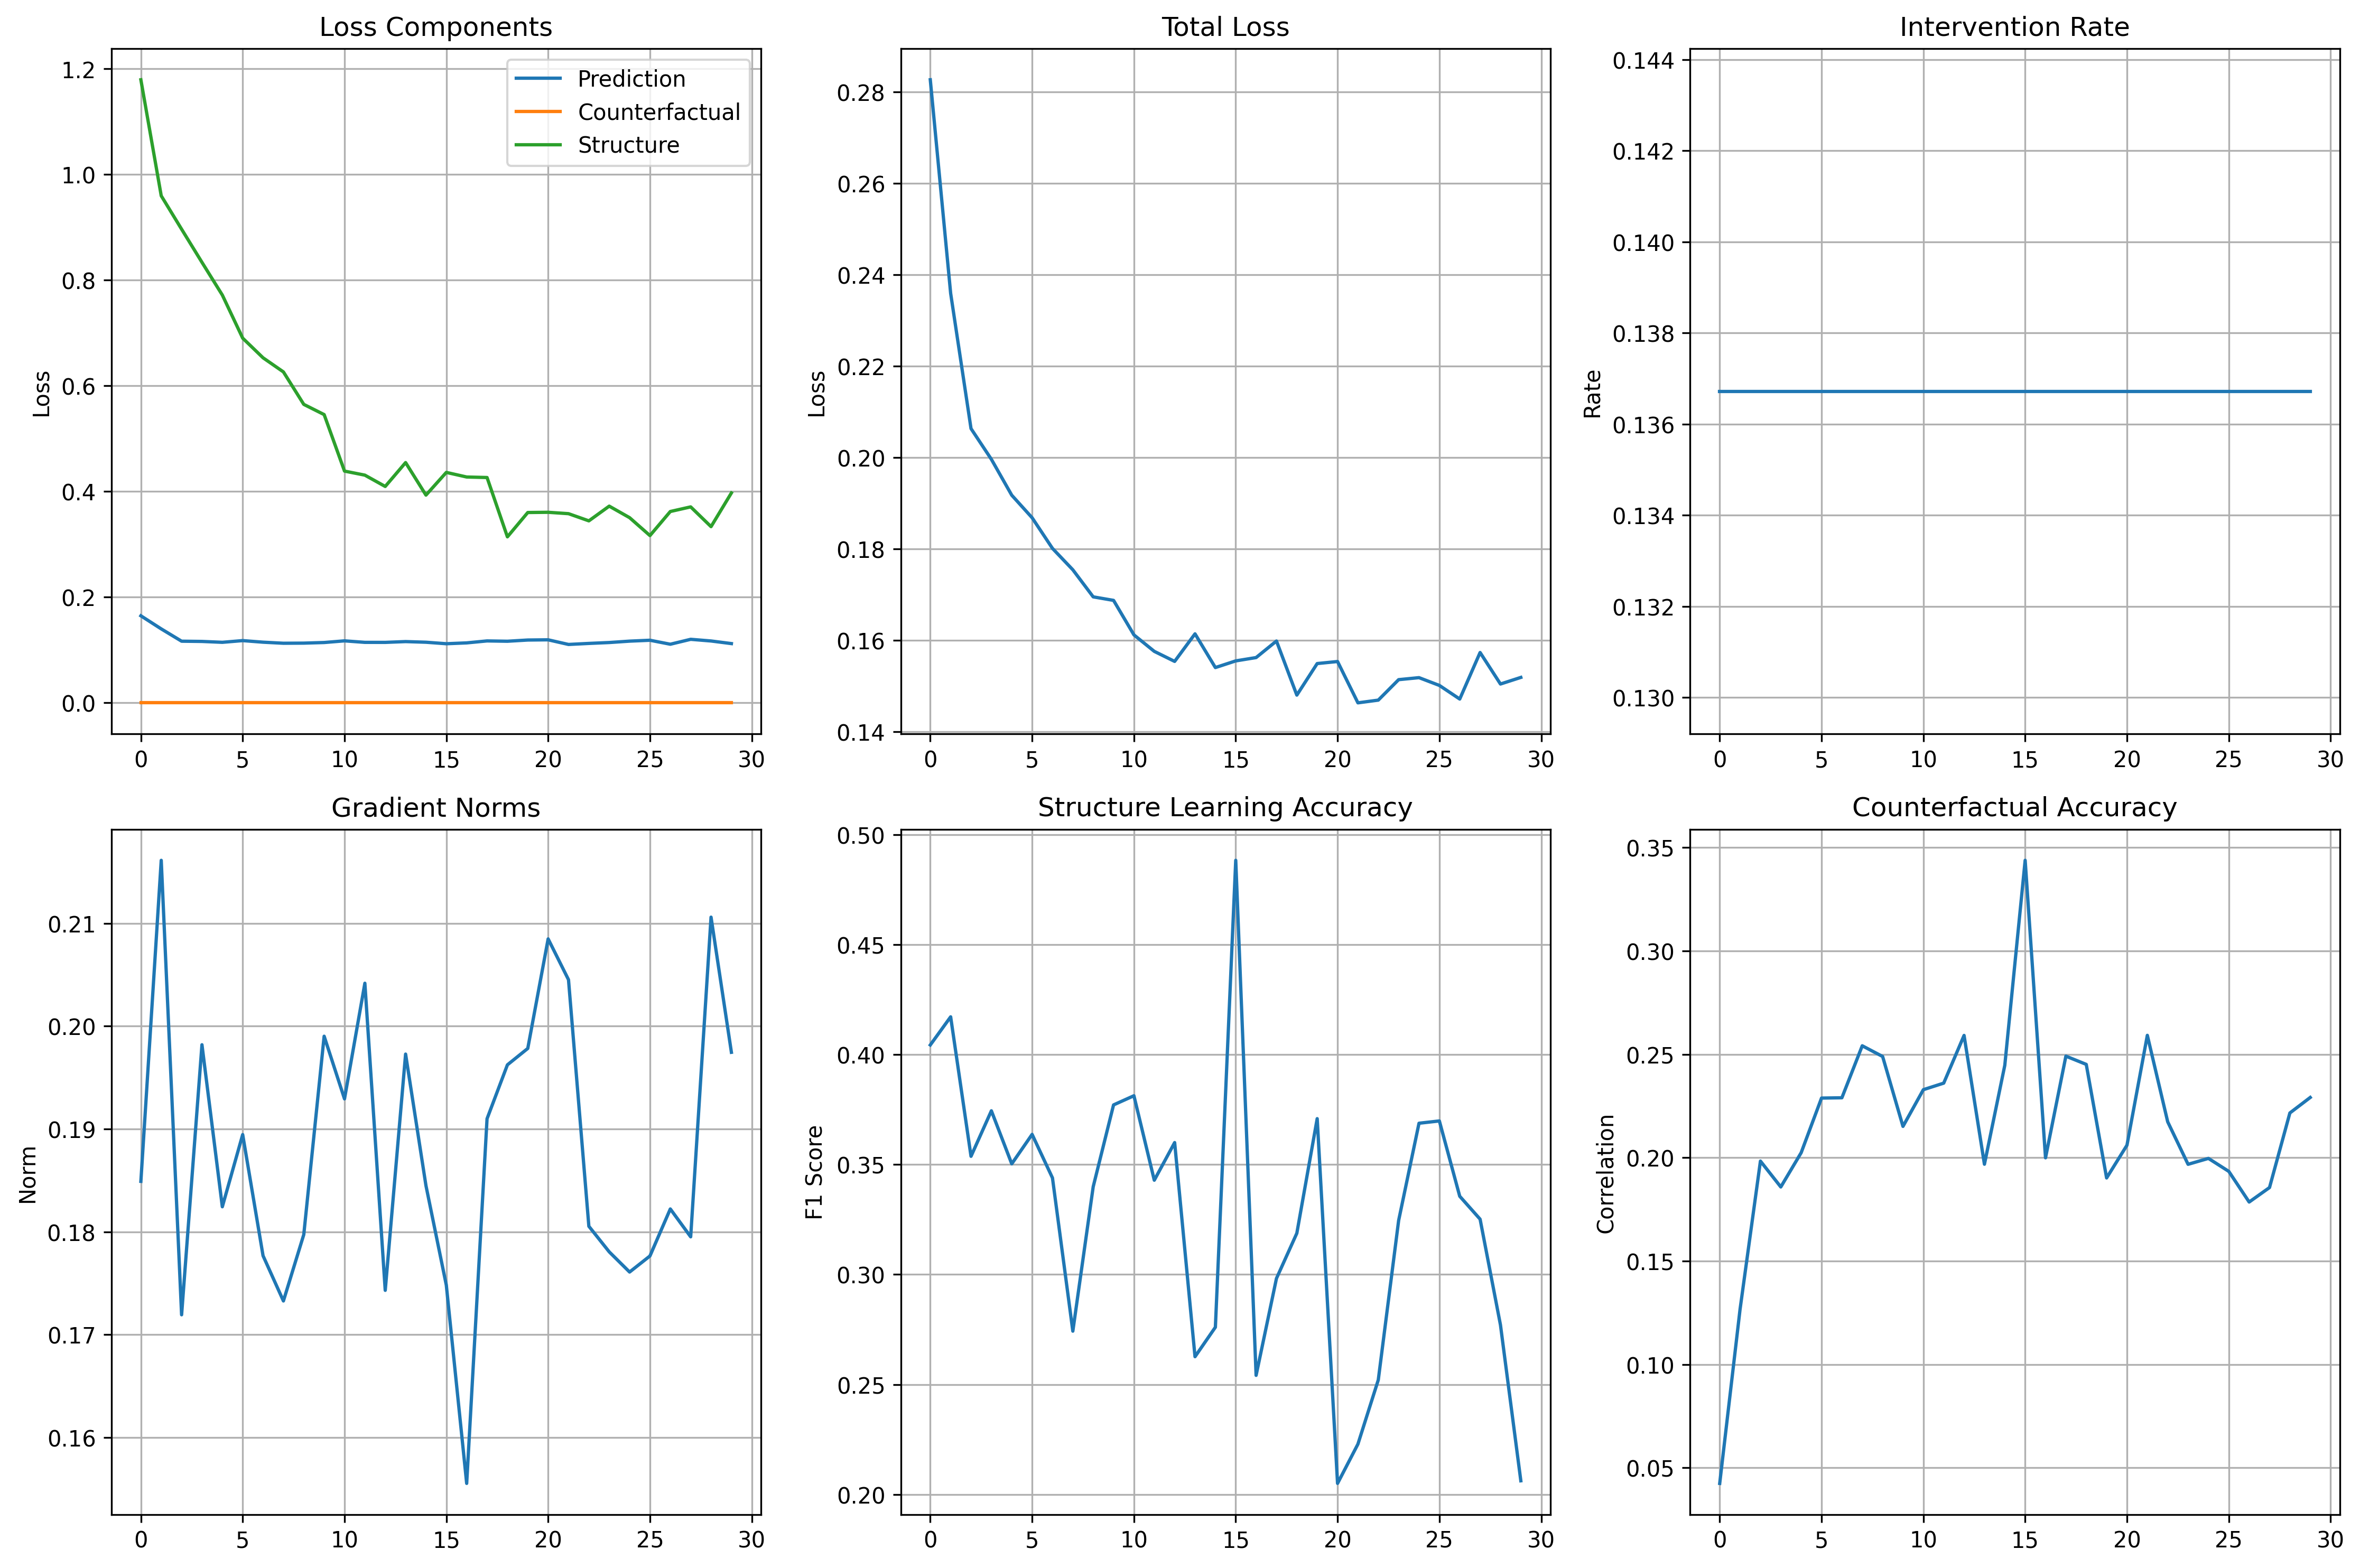 Loss Components
Loss
1.2
1.0
0.8
0.6
0.4
0.2
0.0
Prediction
Counterfactual
Structure
0 5 10 15 20 25 30
Total Loss
Loss
0.28
0.26
0.24
0.22
0.20
0.18
0.16
0.14
0 5 10 15 20 25 30
Intervention Rate
Rate
0.144
0.142
0.140
0.138
0.136
0.134
0.132
0.130
0 5 10 15 20 25 30
Gradient Norms
Norm
0.21
0.20
0.19
0.18
0.17
0.16
0 5 10 15 20 25 30
Structure Learning Accuracy
F1 Score
0.50
0.45
0.40
0.35
0.30
0.25
0.20
0 5 10 15 20 25 30
Counterfactual Accuracy
Correlation
0.35
0.30
0.25
0.20
0.15
0.10
0.05
0 5 10 15 20 25 30